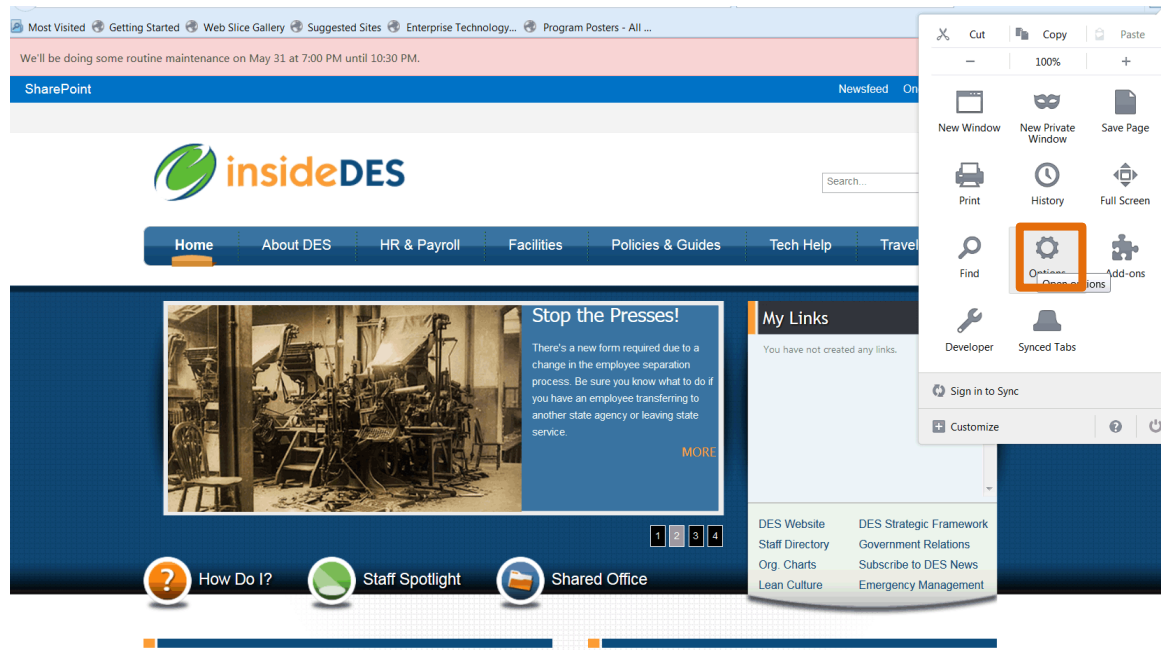 Most Visited Getting Started Web Slice Gallery Suggested Sites Enterprise Technology... Program Posters - All ...
We'll be doing some routine maintenance on May 31 at 7:00 PM until 10:30 PM.
SharePoint Newsfeed On
insideDES
Search...
Home About DES HR & Payroll Facilities Policies & Guides Tech Help Travel
Stop the Presses!
There's a new form required due to a
change in the employee separation
process. Be sure you know what to do if
you have an employee transferring to
another state agency or leaving state
service.
MORE
1 2 3 4
My Links
You have not created any links.
DES Website DES Strategic Framework
Staff Directory Government Relations
Org. Charts Subscribe to DES News
Lean Culture Emergency Management
? How Do I? Staff Spotlight Shared Office
Cut Copy Paste
− 100% +
New Window New Private Window Save Page
Print History Full Screen
Find Options Add-ons
Open options
Developer Synced Tabs
Sign in to Sync
Customize ?